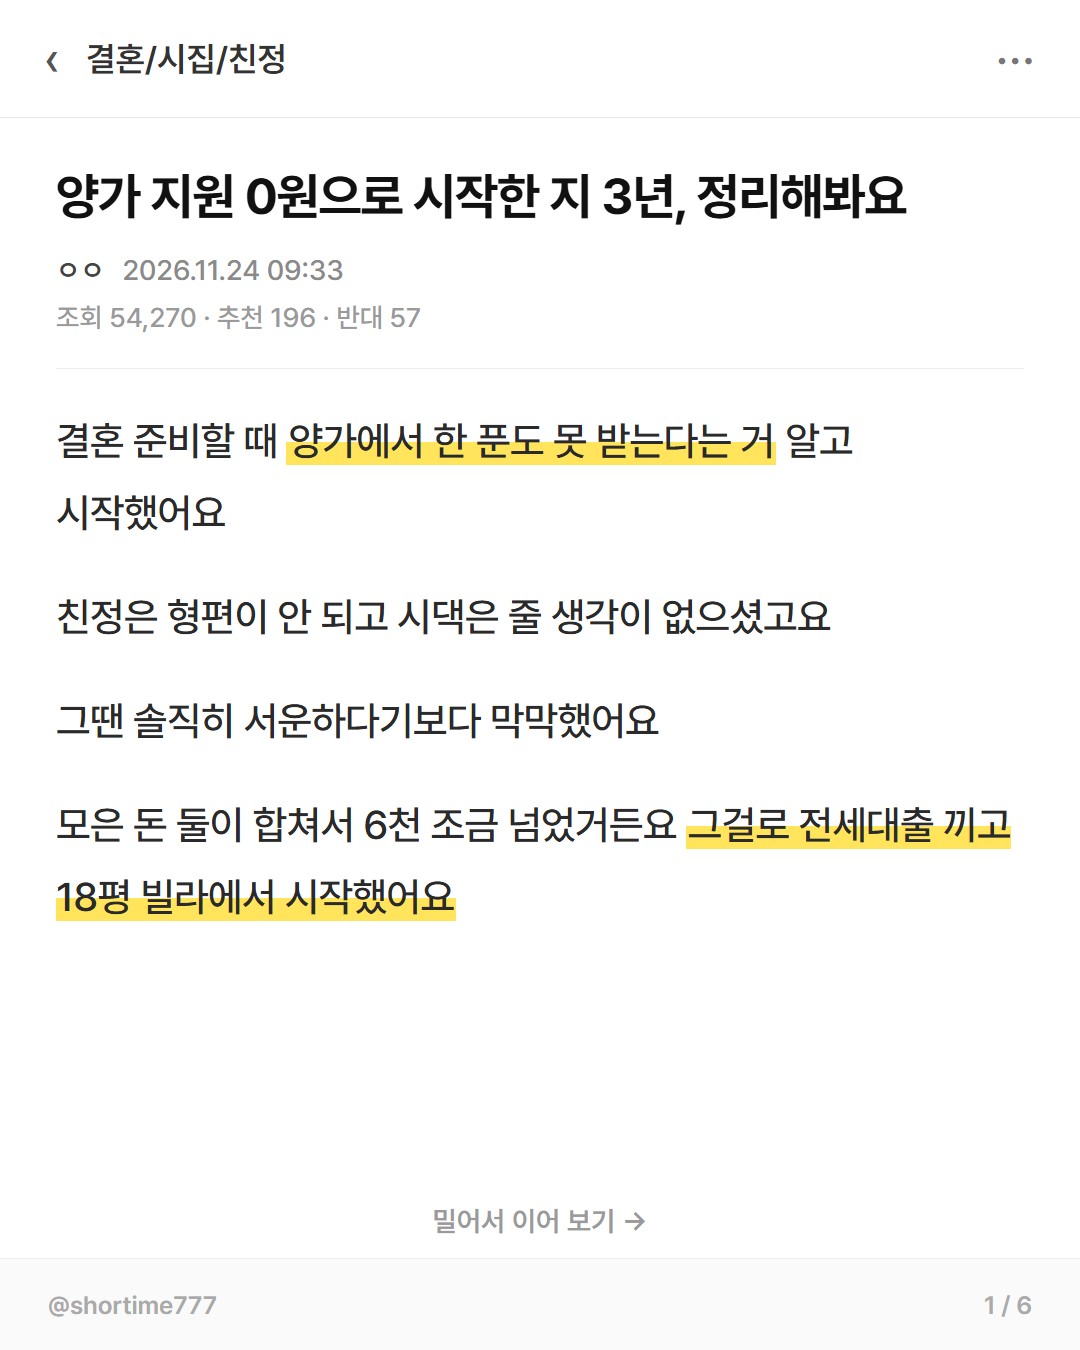 결혼/시집/친정
양가 지원 0원으로 시작한 지 3년, 정리해봐요
ㅇㅇ 2026.11.24 09:33
조회 54,270 · 추천 196 · 반대 57
결혼 준비할 때 양가에서 한 푼도 못 받는다는 거 알고
시작했어요
친정은 형편이 안 되고 시댁은 줄 생각이 없으셨고요
그땐 솔직히 서운하다기보다 막막했어요
모은 돈 둘이 합쳐서 6천 조금 넘었거든요 그걸로 전세대출 끼고
18평 빌라에서 시작했어요
밀어서 이어 보기 →
@shortime777
1 / 6